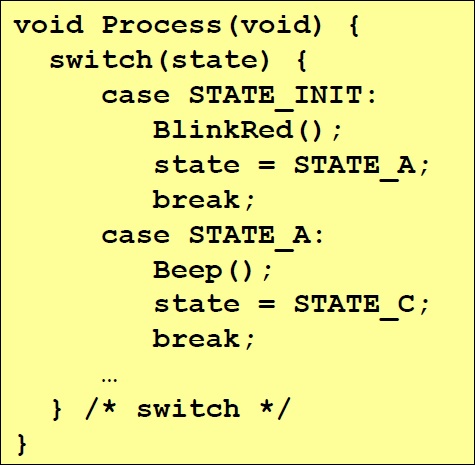 void Process(void) {
  switch(state) {
     case STATE_INIT:
        BlinkRed();
        state = STATE_A;
        break;
     case STATE_A:
        Beep();
        state = STATE_C;
        break;
     …
  } /* switch */
}